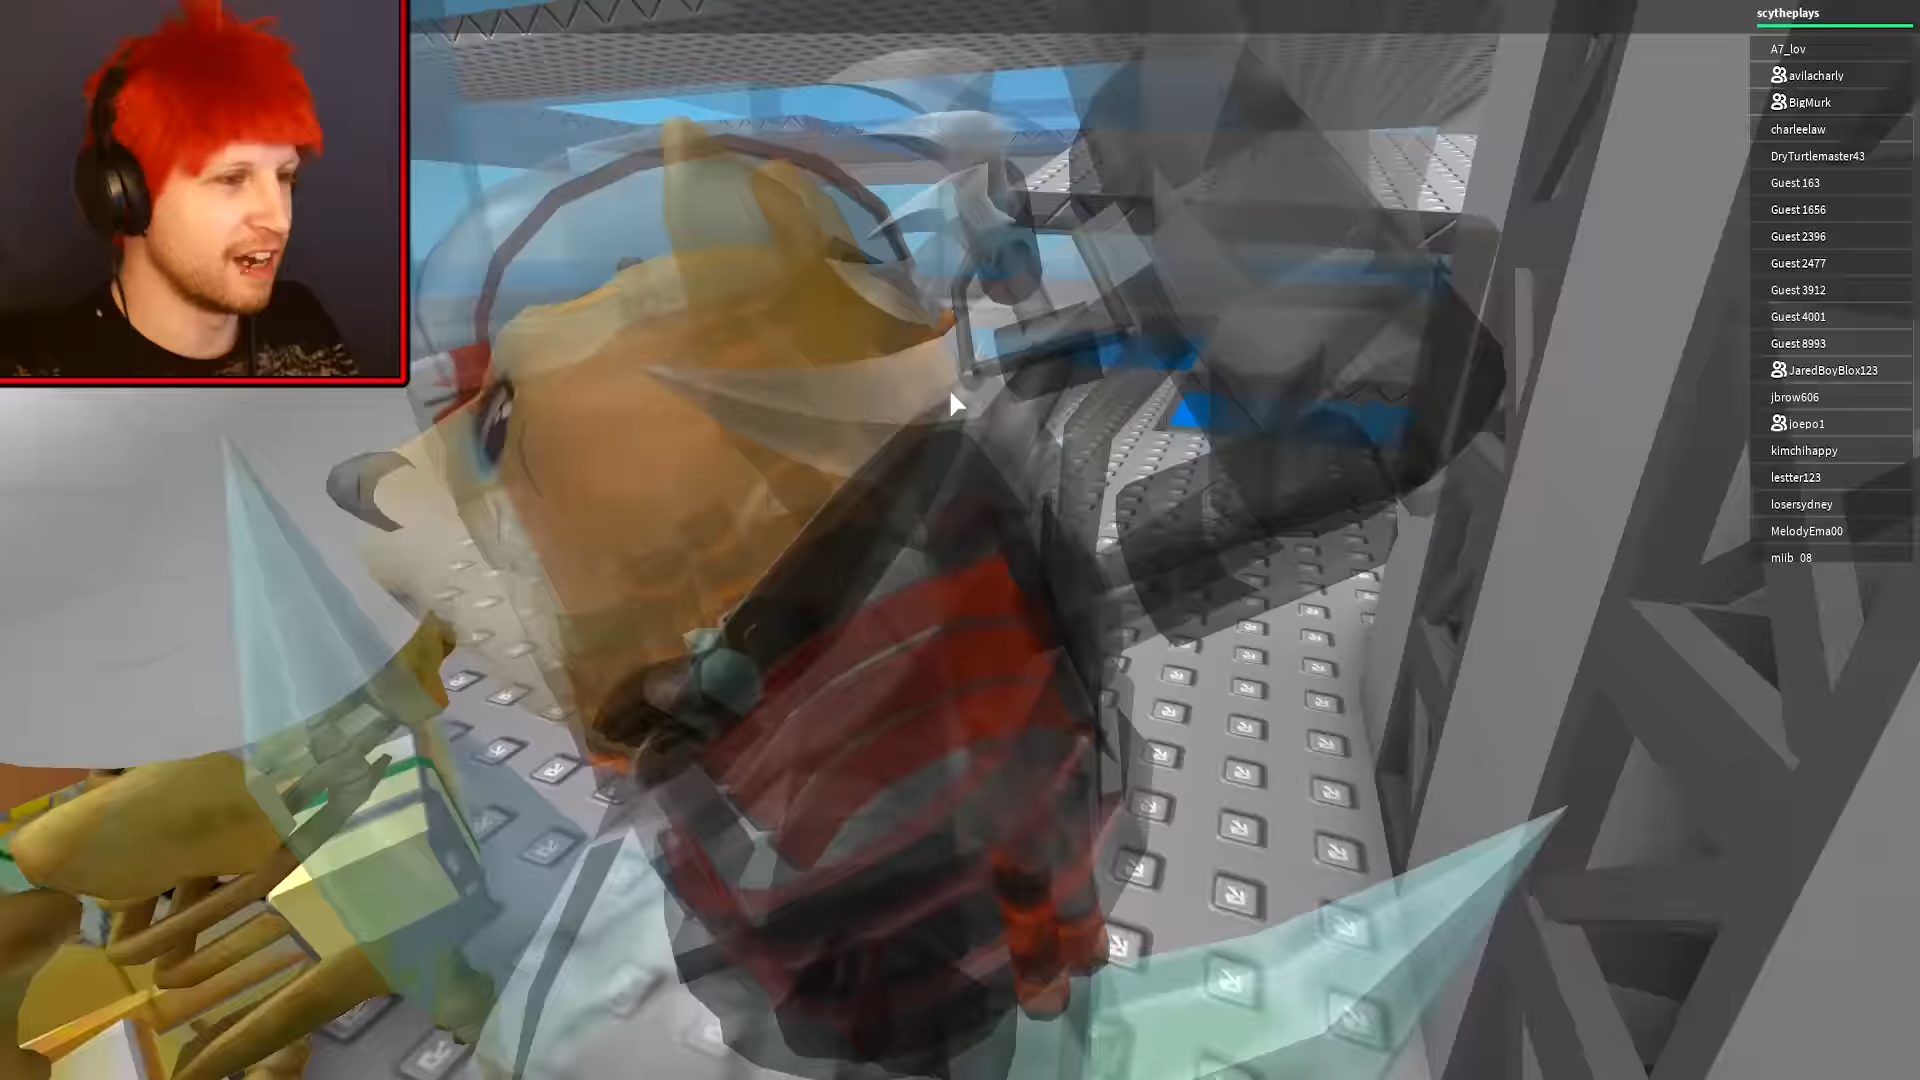 scytheplays
A7_lov
avilacharly
BigMurk
charleelaw
DryTurtlemaster43
Guest 163
Guest 1656
Guest 2396
Guest 2477
Guest 3912
Guest 4001
Guest 8993
JaredBoyBlox123
jbrow606
joepo1
kimchihappy
lestter123
losersydney
MelodyEma00
miib_08